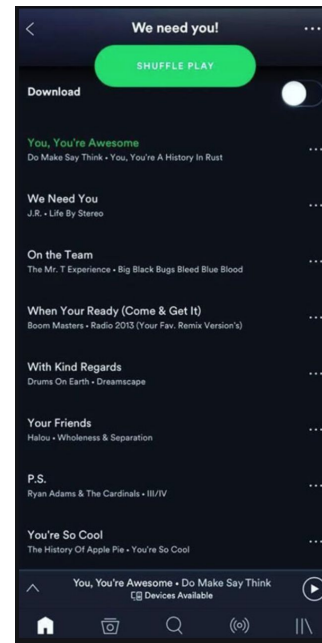 We need you!
SHUFFLE PLAY
Download
You, You're Awesome
Do Make Say Think • You, You're A History In Rust
We Need You
J.R. • Life By Stereo
On the Team
The Mr. T Experience • Big Black Bugs Bleed Blue Blood
When Your Ready (Come & Get It)
Boom Masters • Radio 2013 (Your Fav. Remix Version's)
With Kind Regards
Drums On Earth • Dreamscape
Your Friends
Halou • Wholeness & Separation
P.S.
Ryan Adams & The Cardinals • III/IV
You're So Cool
The History Of Apple Pie • You're So Cool
You, You're Awesome • Do Make Say Think
Devices Available